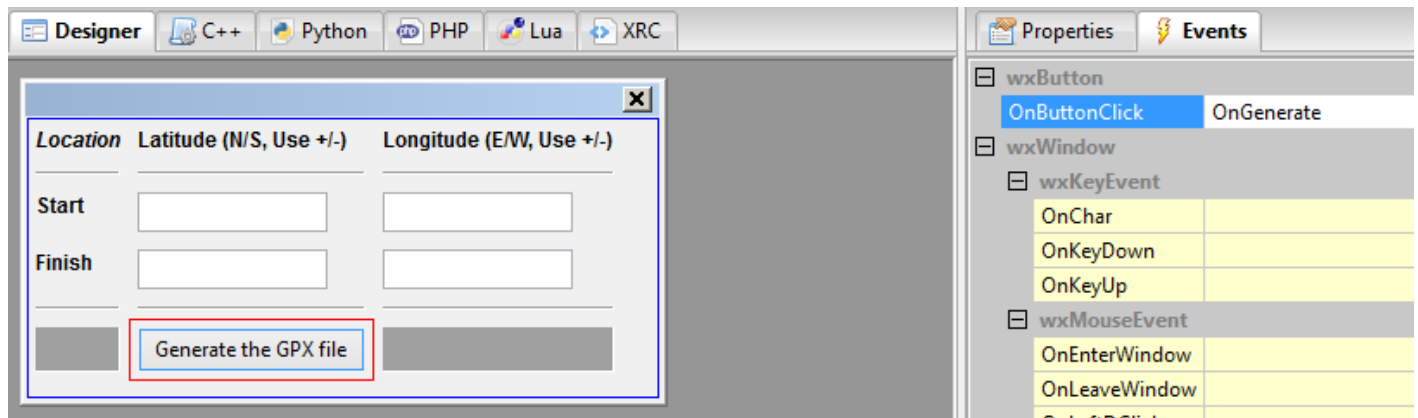 Designer C++ Python PHP Lua XRC
Properties Events
Location Latitude (N/S, Use +/-) Longitude (E/W, Use +/-)
Start
Finish
Generate the GPX file
wxButton
OnButtonClick OnGenerate
wxWindow
wxKeyEvent
OnChar
OnKeyDown
OnKeyUp
wxMouseEvent
OnEnterWindow
OnLeaveWindow